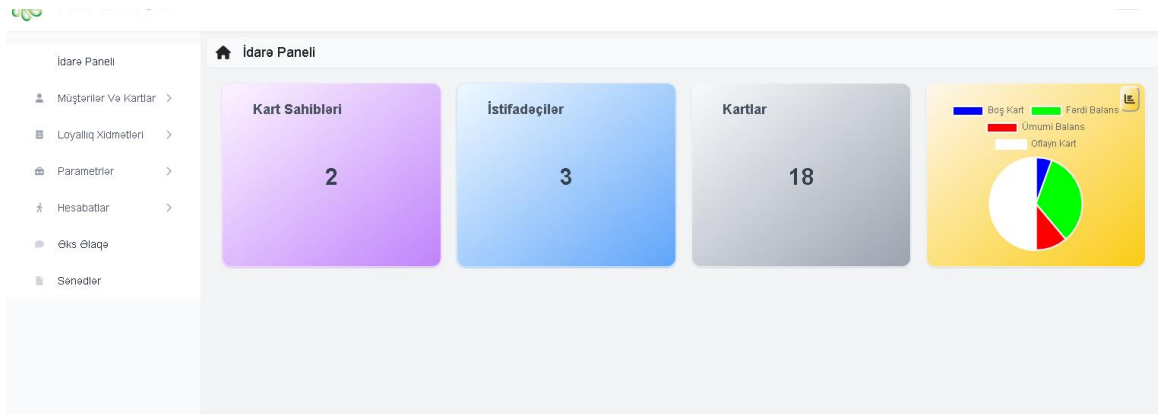 İdarə Paneli
Müştərilər Və Kartlar
Loyallıq Xidmətləri
Parametrlər
Hesabatlar
Əks Əlaqə
Sənədlər
İdarə Paneli
Kart Sahibləri
2
İstifadəçilər
3
Kartlar
18
Boş Kart Fərdi Balans
Ümumi Balans
Oflayn Kart